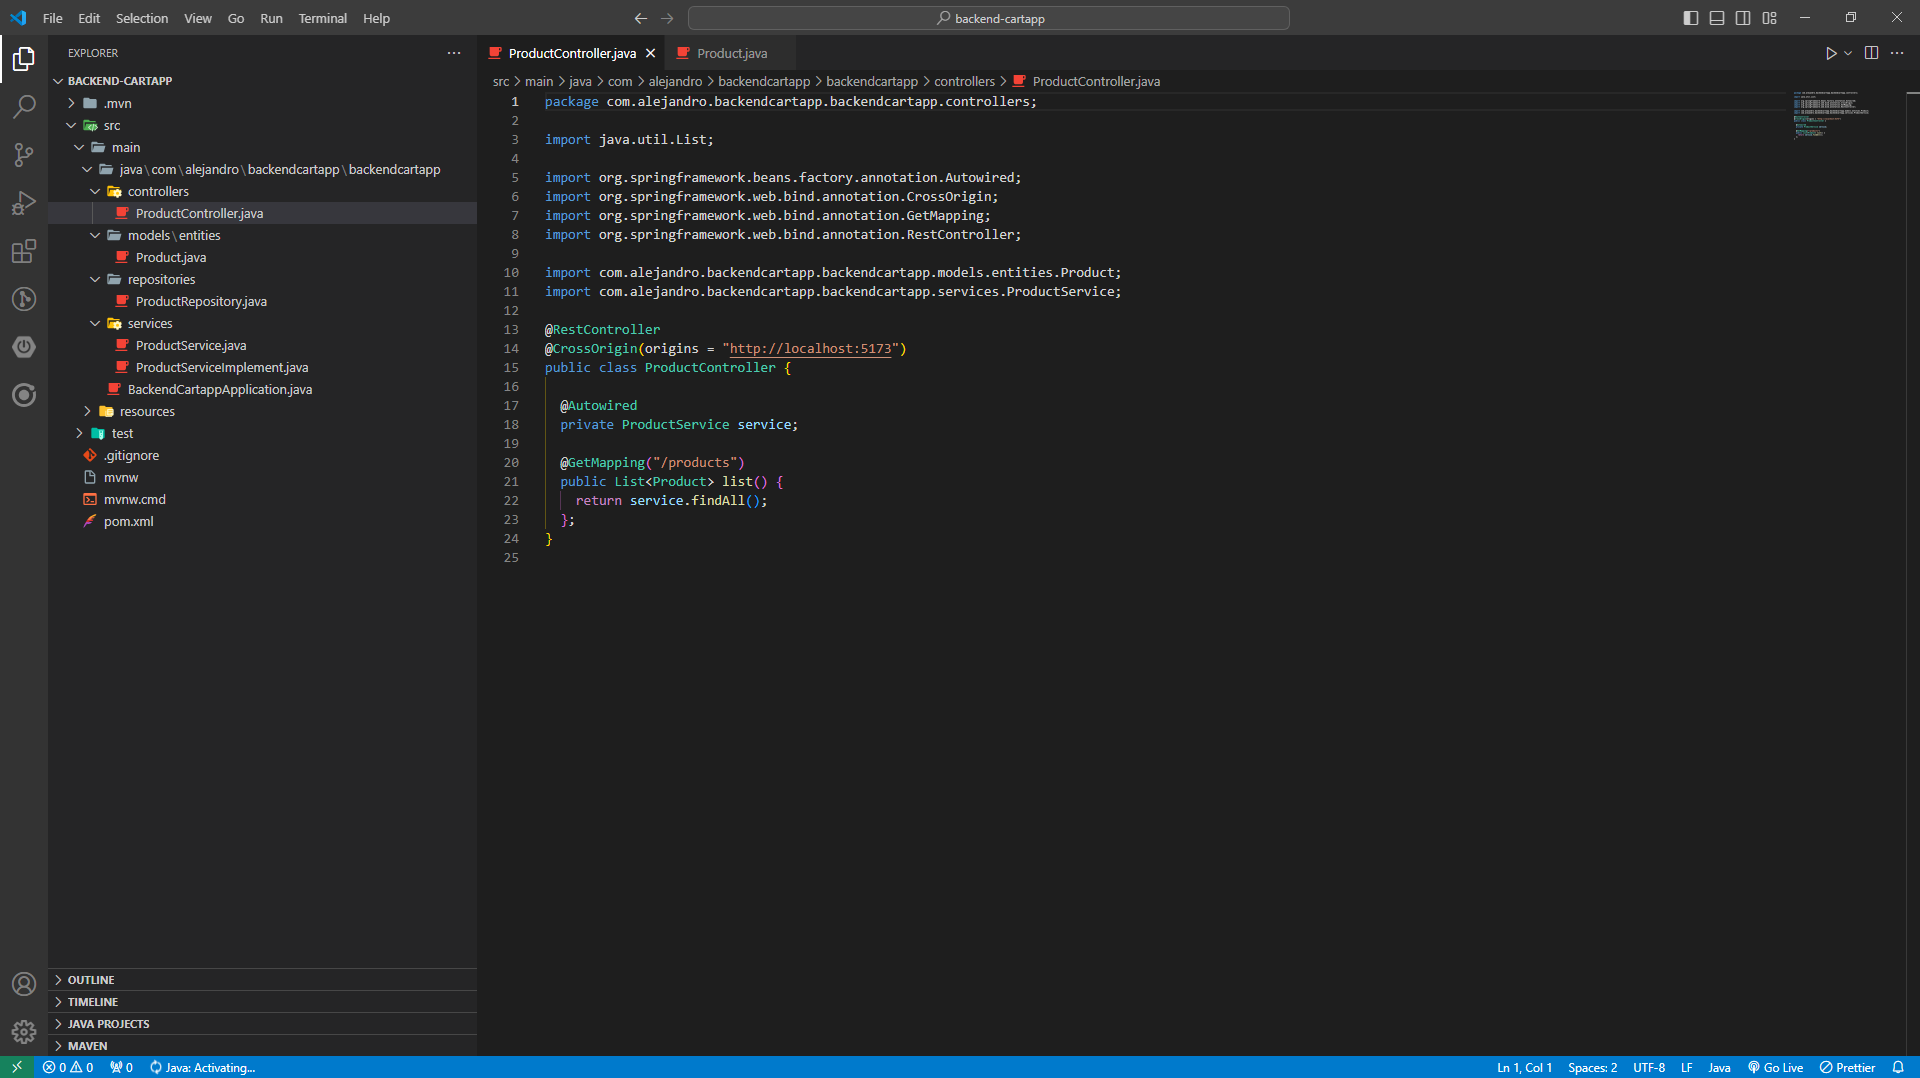 File Edit Selection View Go Run Terminal Help
backend-cartapp
EXPLORER
BACKEND-CARTAPP
.mvn
src
main
java\com\alejandro\backendcartapp\backendcartapp
controllers
ProductController.java
models\entities
Product.java
repositories
ProductRepository.java
services
ProductService.java
ProductServiceImplement.java
BackendCartappApplication.java
resources
test
.gitignore
mvnw
mvnw.cmd
pom.xml
OUTLINE
TIMELINE
JAVA PROJECTS
MAVEN
ProductController.java Product.java
src > main > java > com > alejandro > backendcartapp > backendcartapp > controllers > ProductController.java
1 package com.alejandro.backendcartapp.backendcartapp.controllers;
2
3 import java.util.List;
4
5 import org.springframework.beans.factory.annotation.Autowired;
6 import org.springframework.web.bind.annotation.CrossOrigin;
7 import org.springframework.web.bind.annotation.GetMapping;
8 import org.springframework.web.bind.annotation.RestController;
9
10 import com.alejandro.backendcartapp.backendcartapp.models.entities.Product;
11 import com.alejandro.backendcartapp.backendcartapp.services.ProductService;
12
13 @RestController
14 @CrossOrigin(origins = "http://localhost:5173")
15 public class ProductController {
16
17 @Autowired
18 private ProductService service;
19
20 @GetMapping("/products")
21 public List<Product> list() {
22 return service.findAll();
23 };
24 }
25
0 0 0 Java: Activating... Ln 1, Col 1 Spaces: 2 UTF-8 LF Java Go Live Prettier